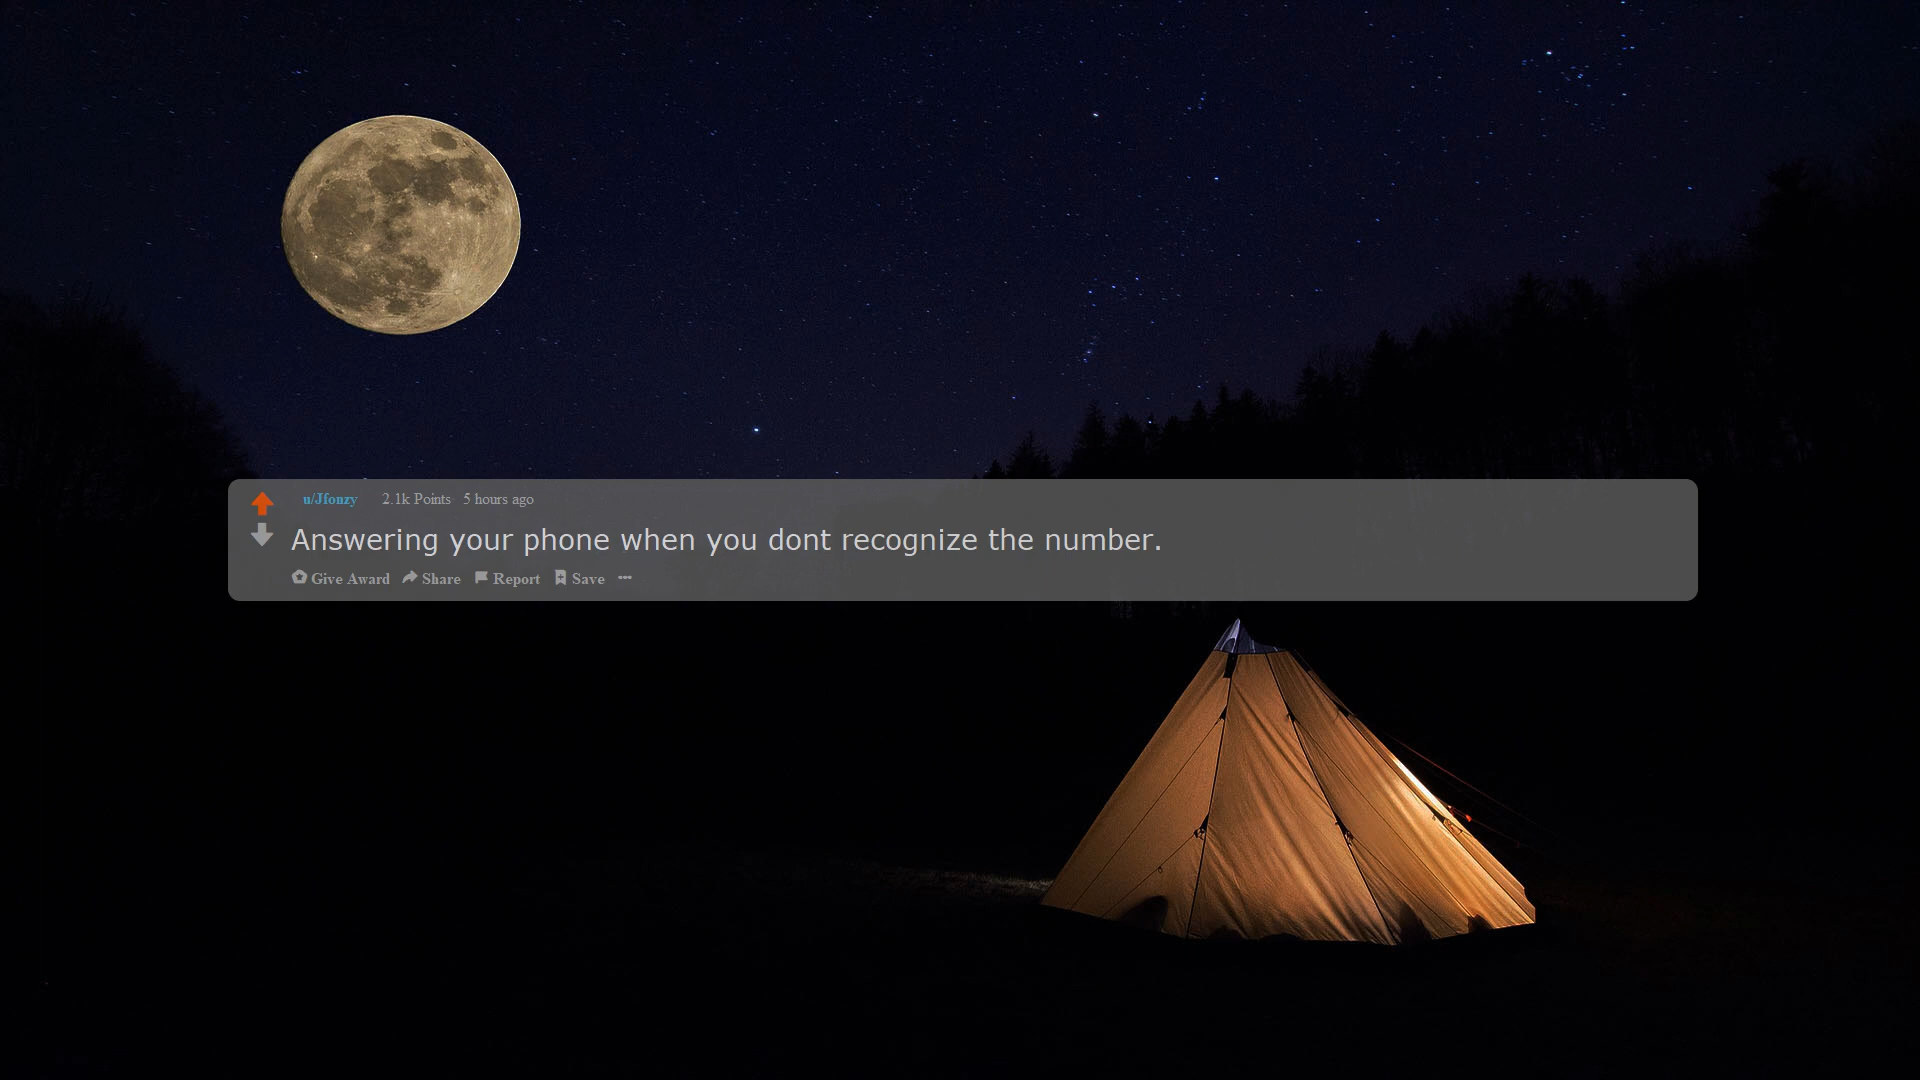 u/Jfonzy 2.1k Points 5 hours ago
Answering your phone when you dont recognize the number.
Give Award Share Report Save